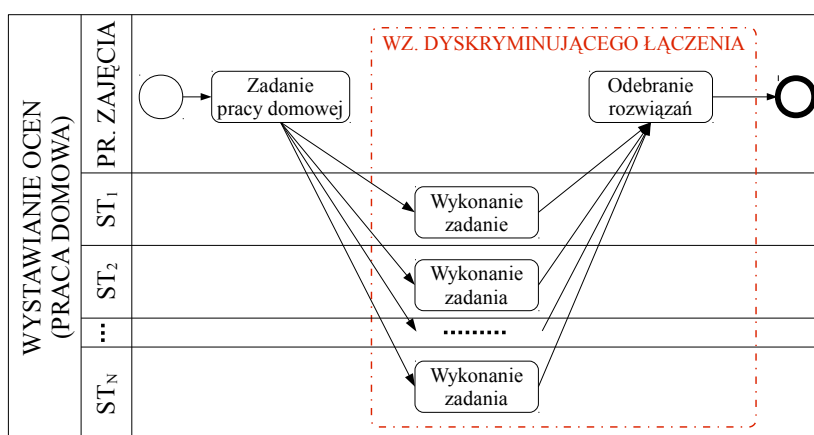 WYSTAWIANIE OCEN
(PRACA DOMOWA)
PR. ZAJĘCIA
WZ. DYSKRYMINUJĄCEGO ŁĄCZENIA
Zadanie
pracy domowej
Odebranie
rozwiązań
ST1
Wykonanie
zadanie
ST2
Wykonanie
zadania
...
.........
STN
Wykonanie
zadania